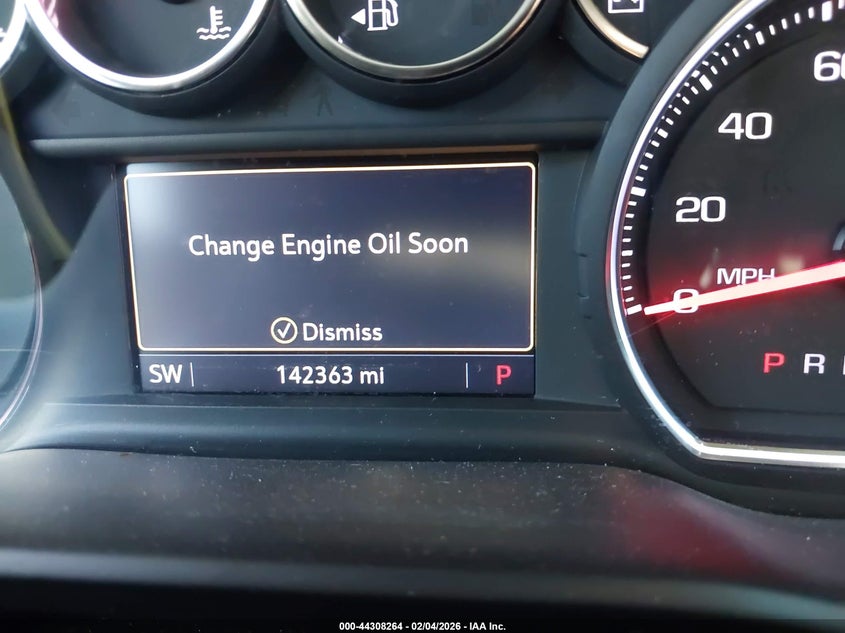 60
40
20
MPH
0
Change Engine Oil Soon
Dismiss
SW 142363 mi P
P R
000-44308264 - 02/04/2026 - IAA Inc.